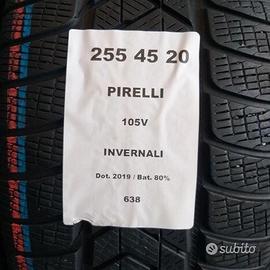 255 45 20
PIRELLI
105V
INVERNALI
Dot. 2019 / Bat. 80%
638
subito